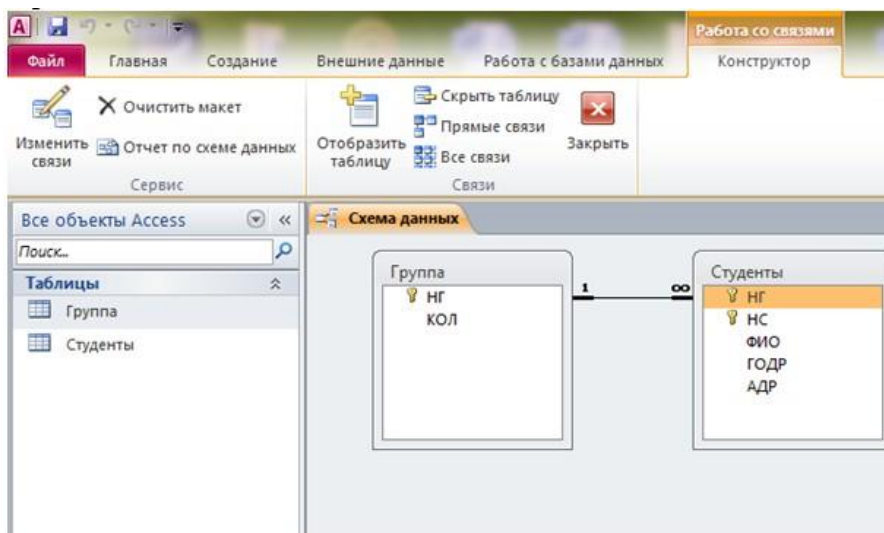 Работа со связями
Файл Главная Создание Внешние данные Работа с базами данных Конструктор
Изменить связи
Очистить макет
Отчет по схеме данных
Сервис
Отобразить таблицу
Скрыть таблицу
Прямые связи
Все связи
Закрыть
Связи
Все объекты Access
Поиск...
Таблицы
Группа
Студенты
Схема данных
Группа
НГ
КОЛ
1
∞
Студенты
НГ
НС
ФИО
ГОДР
АДР